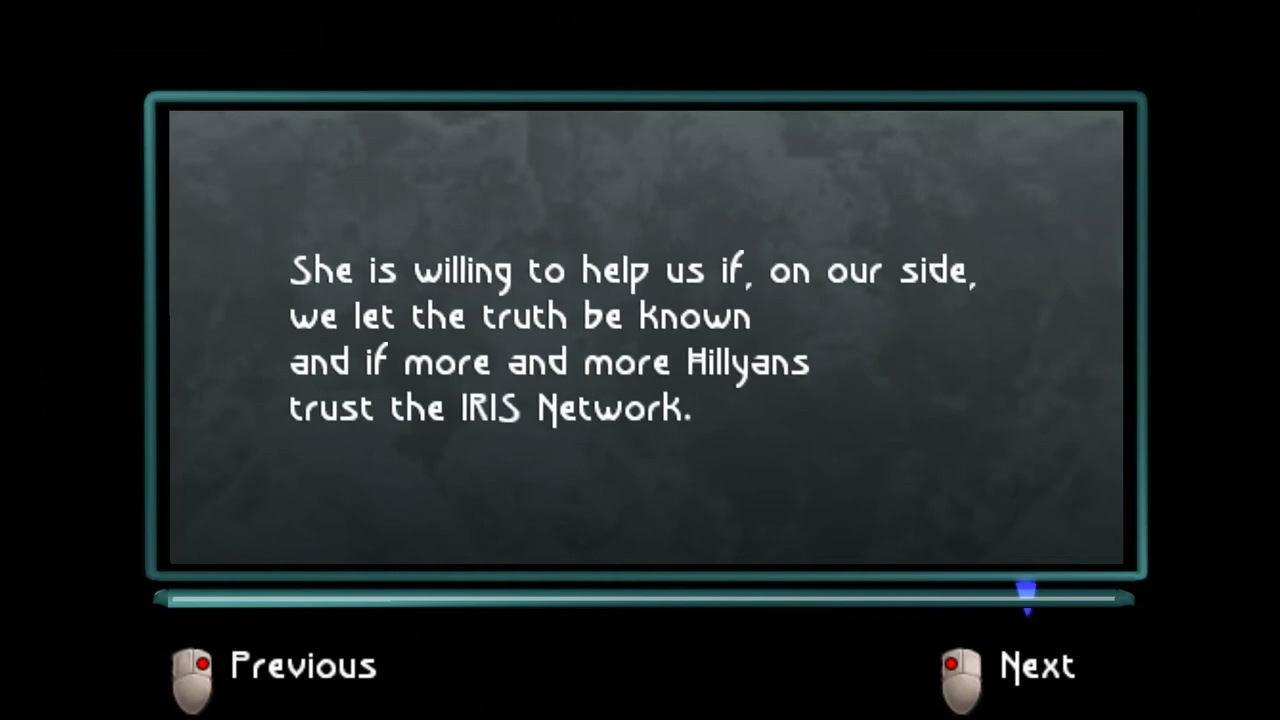 She is willing to help us if, on our side,
we let the truth be known
and if more and more Hillyans
trust the IRIS Network.
Previous
Next